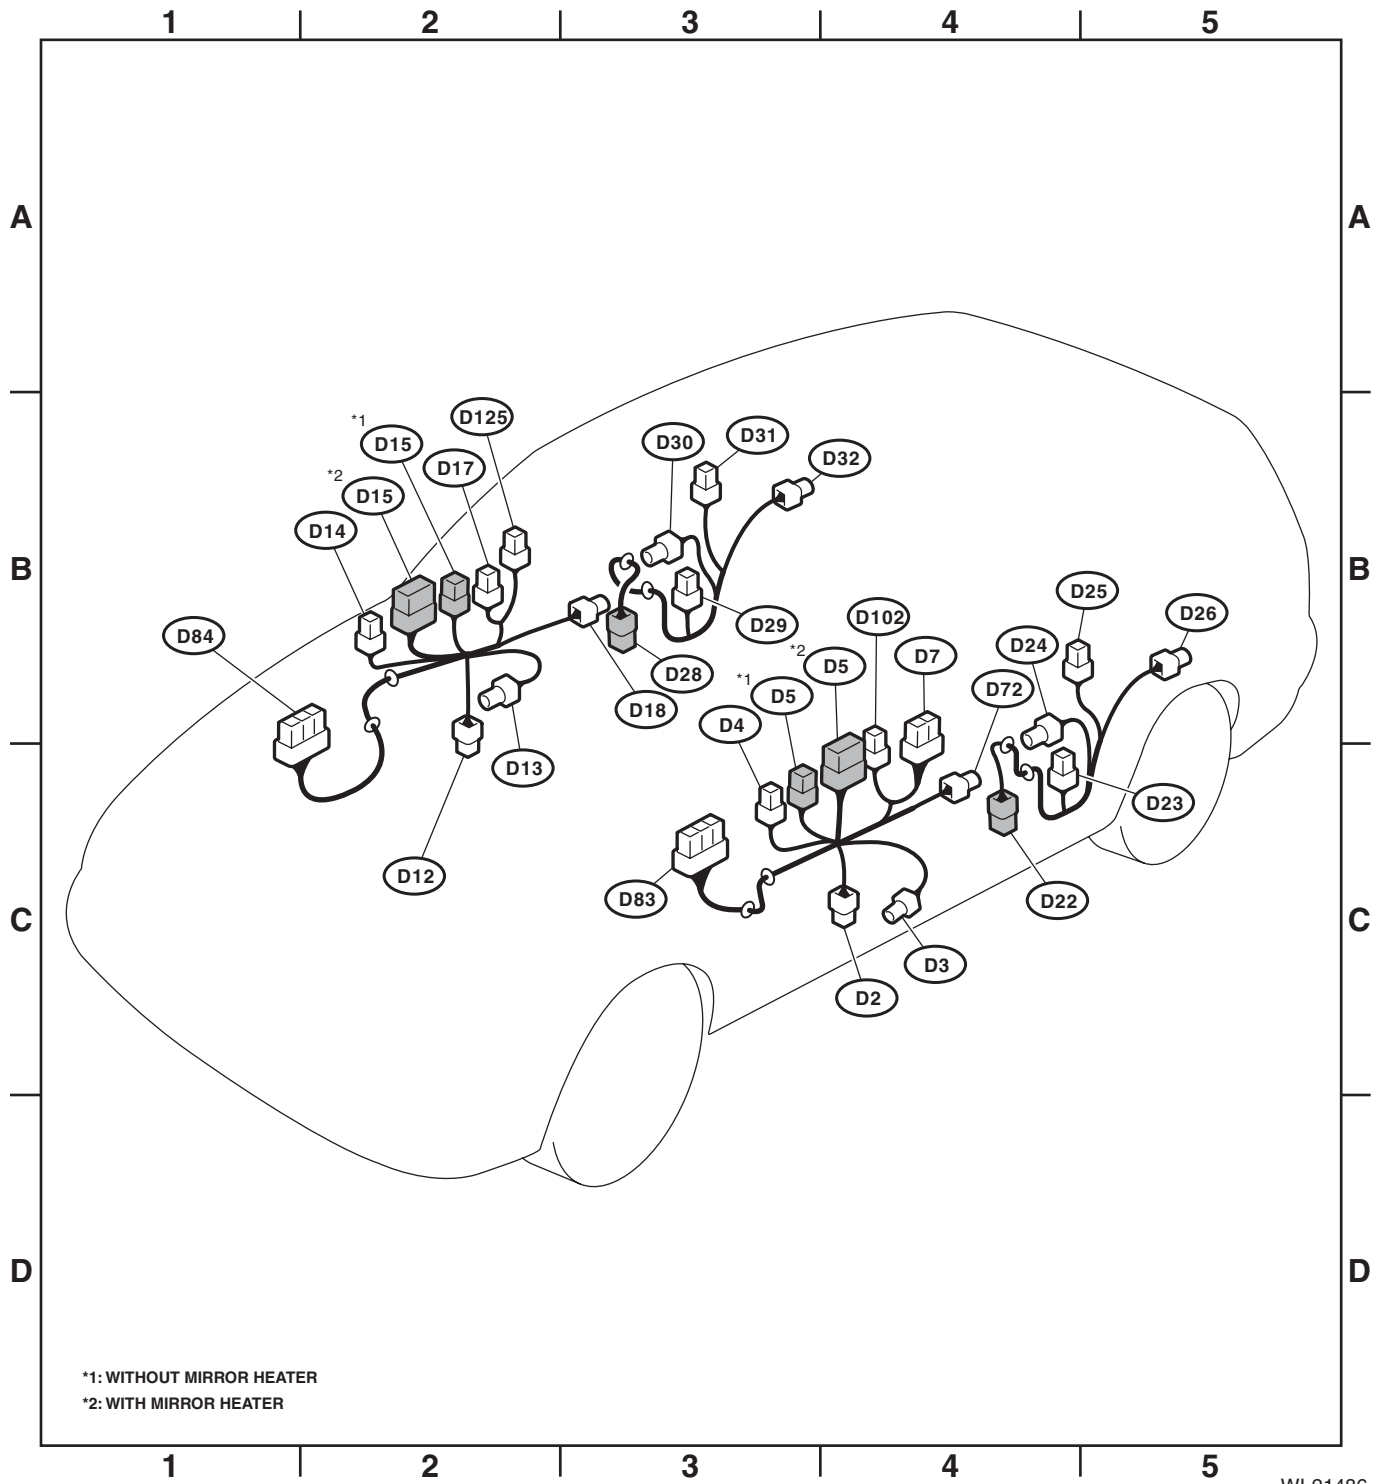 1 2 3 4 5
A A
D125
*1
D15
D31
D30
D32
D17
*2
D15
D14
B B
D25
D26
D102
D29
D84
D24
D7
*2
D5
D28
D72
*1
D5
D18
D4
D13
D23
D12
D83
D22
C C
D3
D2
D D
*1: WITHOUT MIRROR HEATER
*2: WITH MIRROR HEATER
1 2 3 4 5